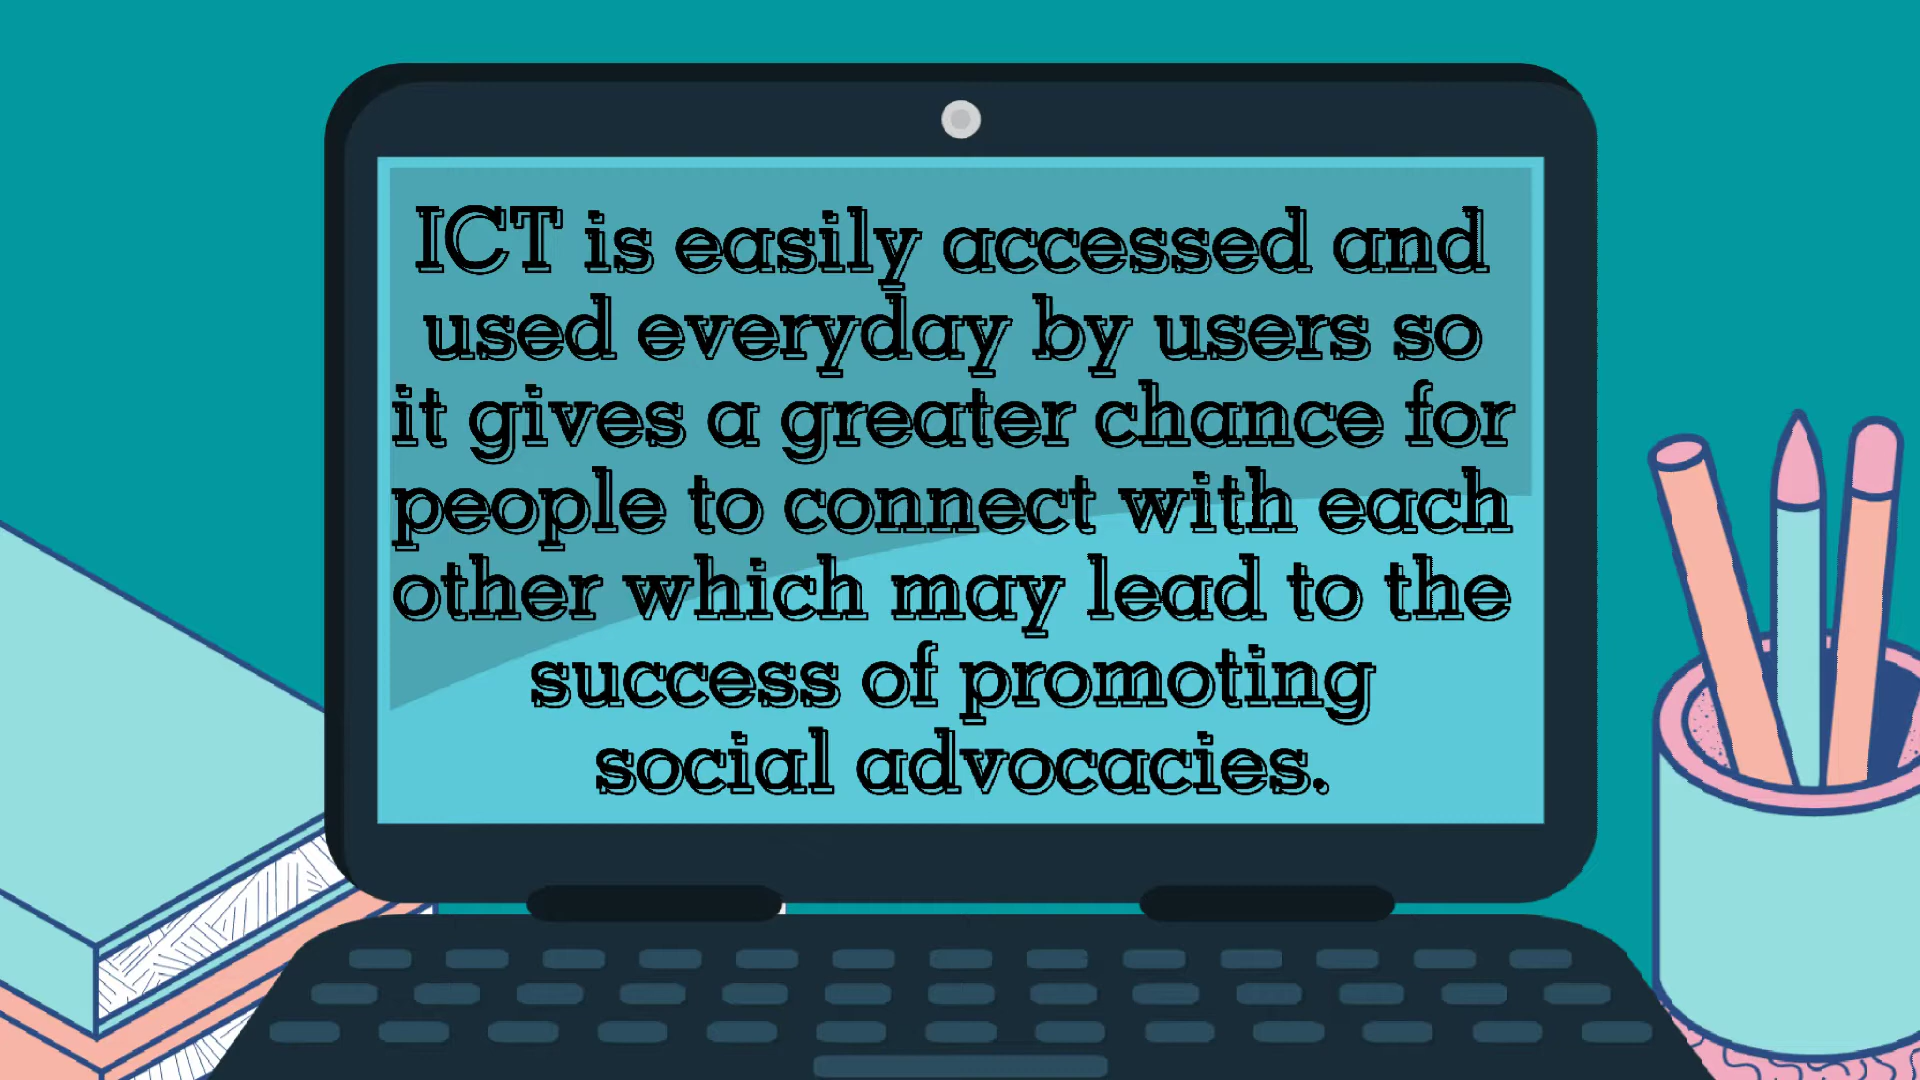 ICT is easily accessed and
used everyday by users so
it gives a greater chance for
people to connect with each
other which may lead to the
success of promoting
social advocacies.